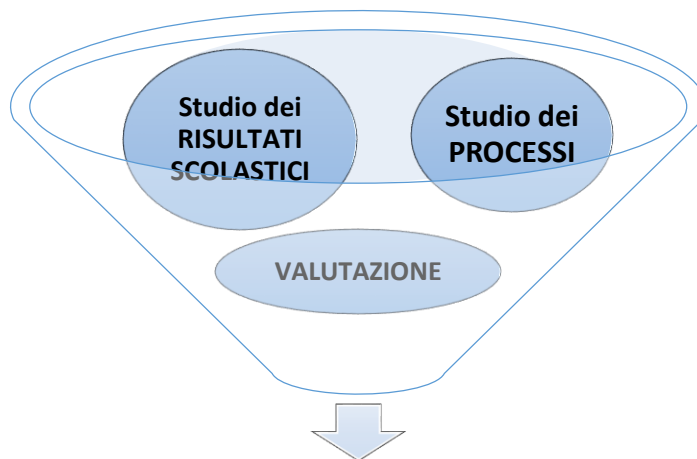 Studio dei
RISULTATI
SCOLASTICI
Studio dei
PROCESSI
VALUTAZIONE